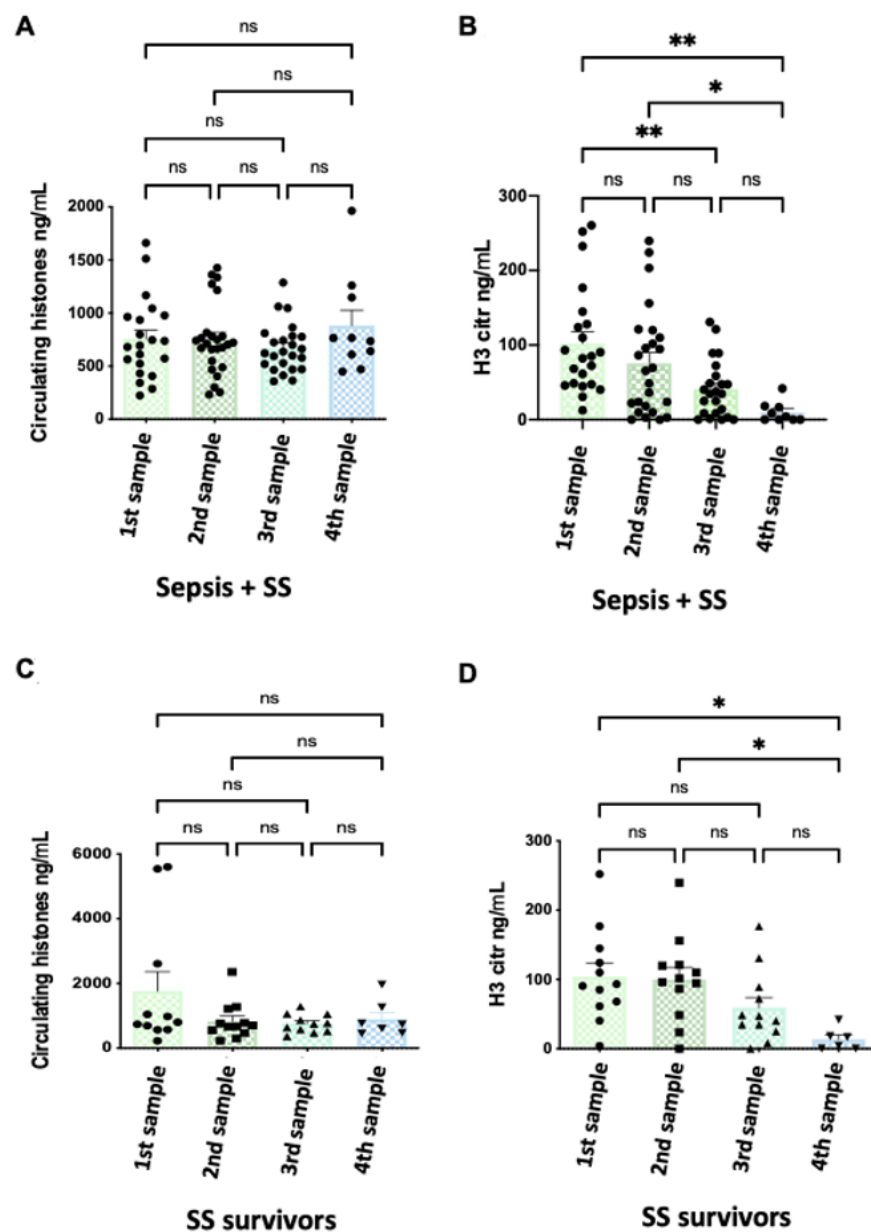 A
ns
ns
ns
ns ns ns
Circulating histones ng/mL
2000
1500
1000
500
0
1st sample
2nd sample
3rd sample
4th sample
Sepsis + SS
B
**
*
**
ns ns ns
H3 citr ng/mL
300
200
100
0
1st sample
2nd sample
3rd sample
4th sample
Sepsis + SS
C
ns
ns
ns
ns ns ns
Circulating histones ng/mL
6000
4000
2000
0
1st sample
2nd sample
3rd sample
4th sample
SS survivors
D
*
*
ns
ns ns ns
H3 citr ng/mL
300
200
100
0
1st sample
2nd sample
3rd sample
4th sample
SS survivors